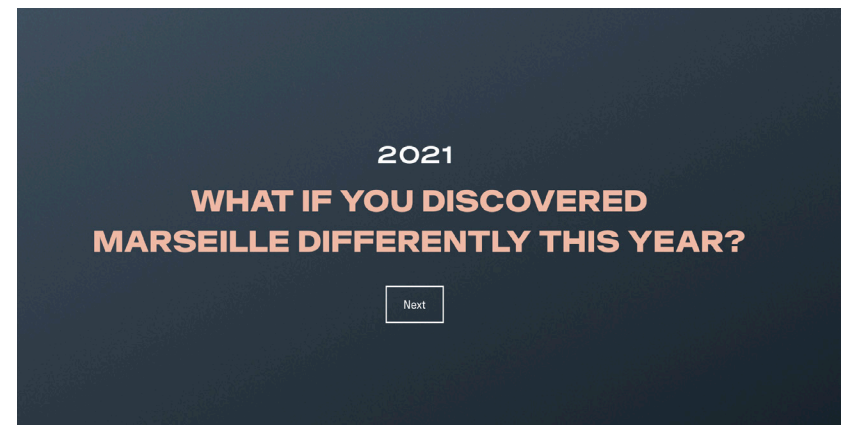 2021
WHAT IF YOU DISCOVERED
MARSEILLE DIFFERENTLY THIS YEAR?
Next